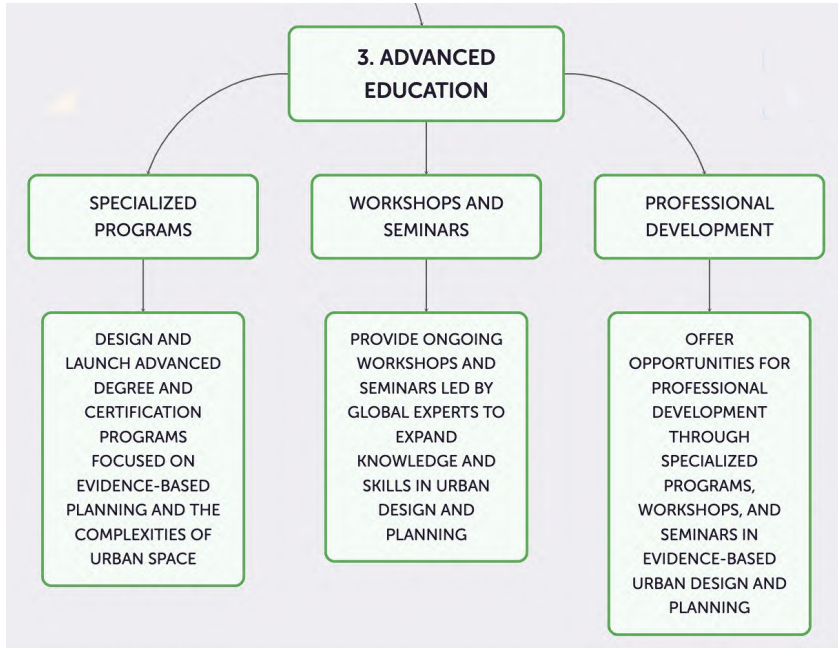 3. ADVANCED
EDUCATION
SPECIALIZED
PROGRAMS
WORKSHOPS AND
SEMINARS
PROFESSIONAL
DEVELOPMENT
DESIGN AND
LAUNCH ADVANCED
DEGREE AND
CERTIFICATION
PROGRAMS
FOCUSED ON
EVIDENCE-BASED
PLANNING AND THE
COMPLEXITIES OF
URBAN SPACE
PROVIDE ONGOING
WORKSHOPS AND
SEMINARS LED BY
GLOBAL EXPERTS TO
EXPAND
KNOWLEDGE AND
SKILLS IN URBAN
DESIGN AND
PLANNING
OFFER
OPPORTUNITIES FOR
PROFESSIONAL
DEVELOPMENT
THROUGH
SPECIALIZED
PROGRAMS,
WORKSHOPS, AND
SEMINARS IN
EVIDENCE-BASED
URBAN DESIGN AND
PLANNING